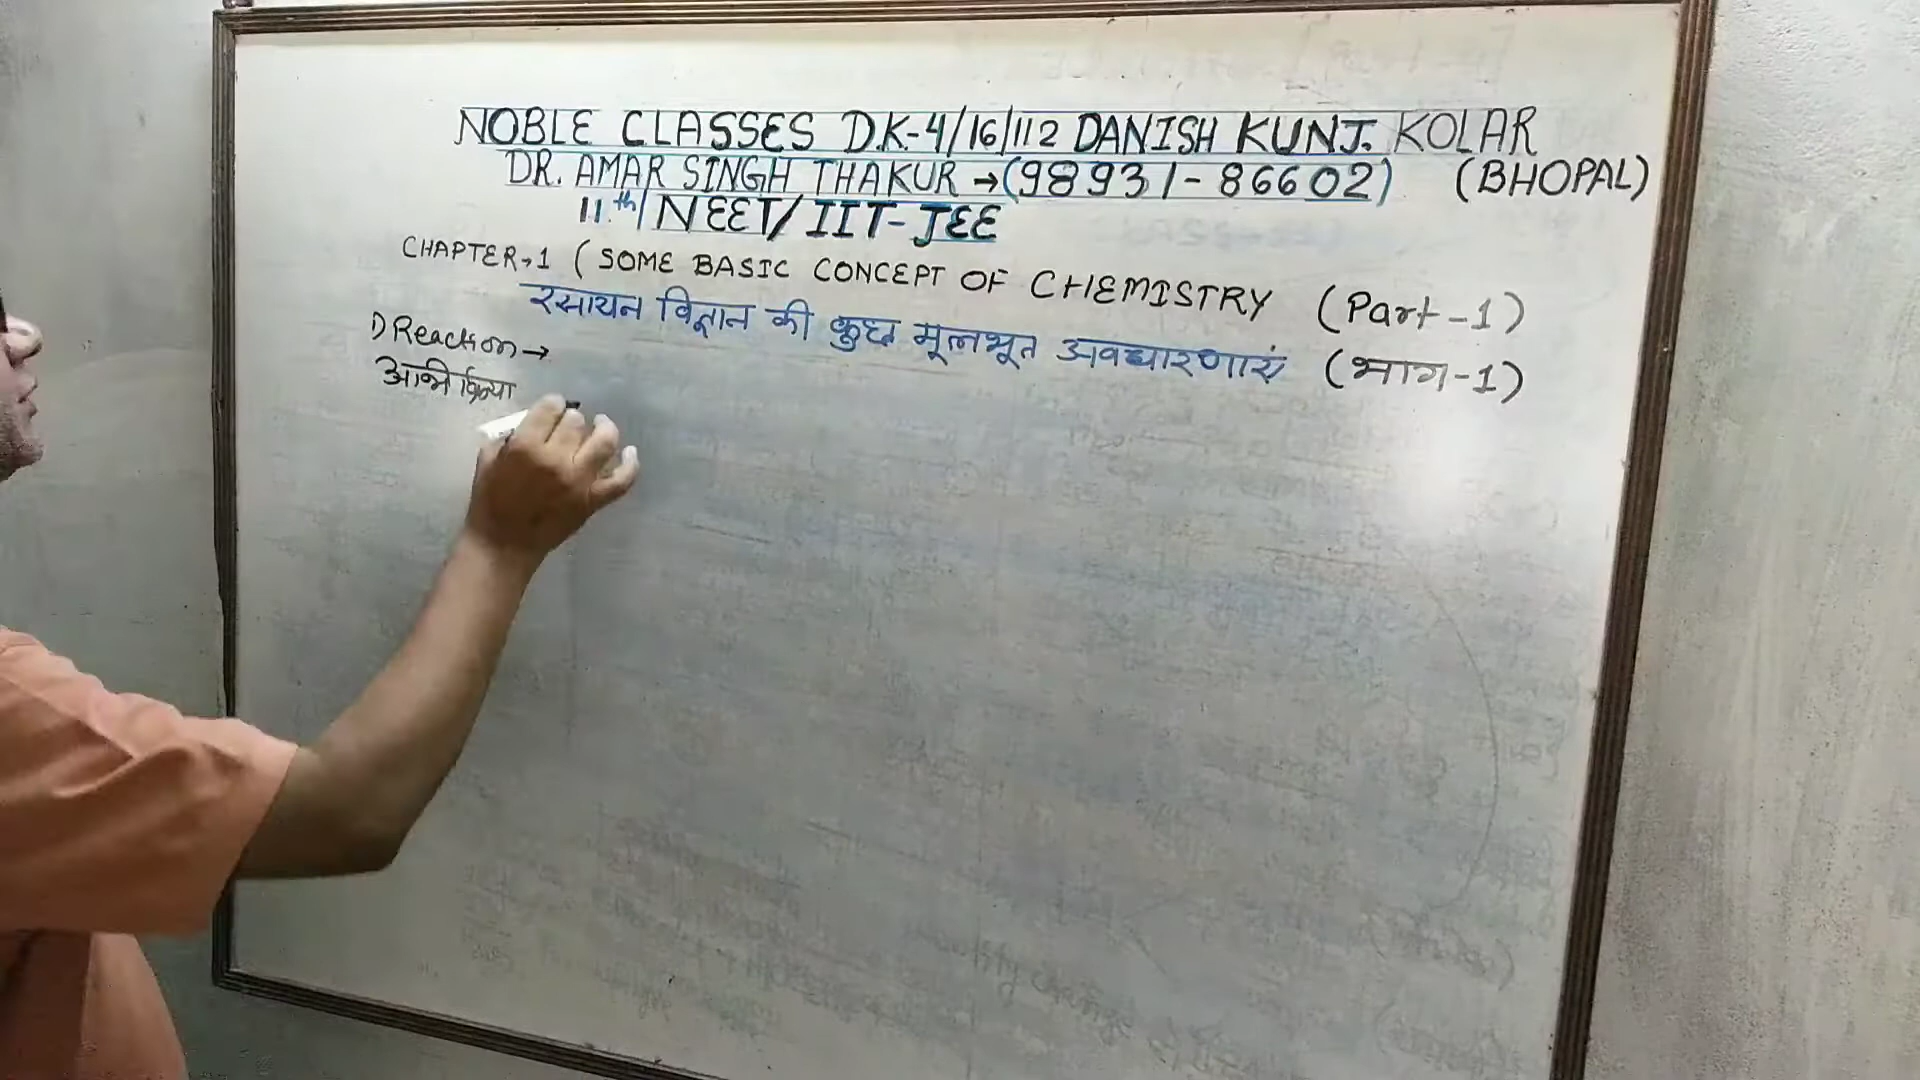 NOBLE CLASSES D.K-4/16/112 DANISH KUNJ. KOLAR
DR. AMAR SINGH THAKUR →(98931-86602) (BHOPAL)
11th/NEET/IIT-JEE
CHAPTER→1 (SOME BASIC CONCEPT OF CHEMISTRY (Part-1)
रसायन विज्ञान की कुछ मूलभूत अवधारणाएं (भाग-1)
1) Reaction→
अभिक्रिया